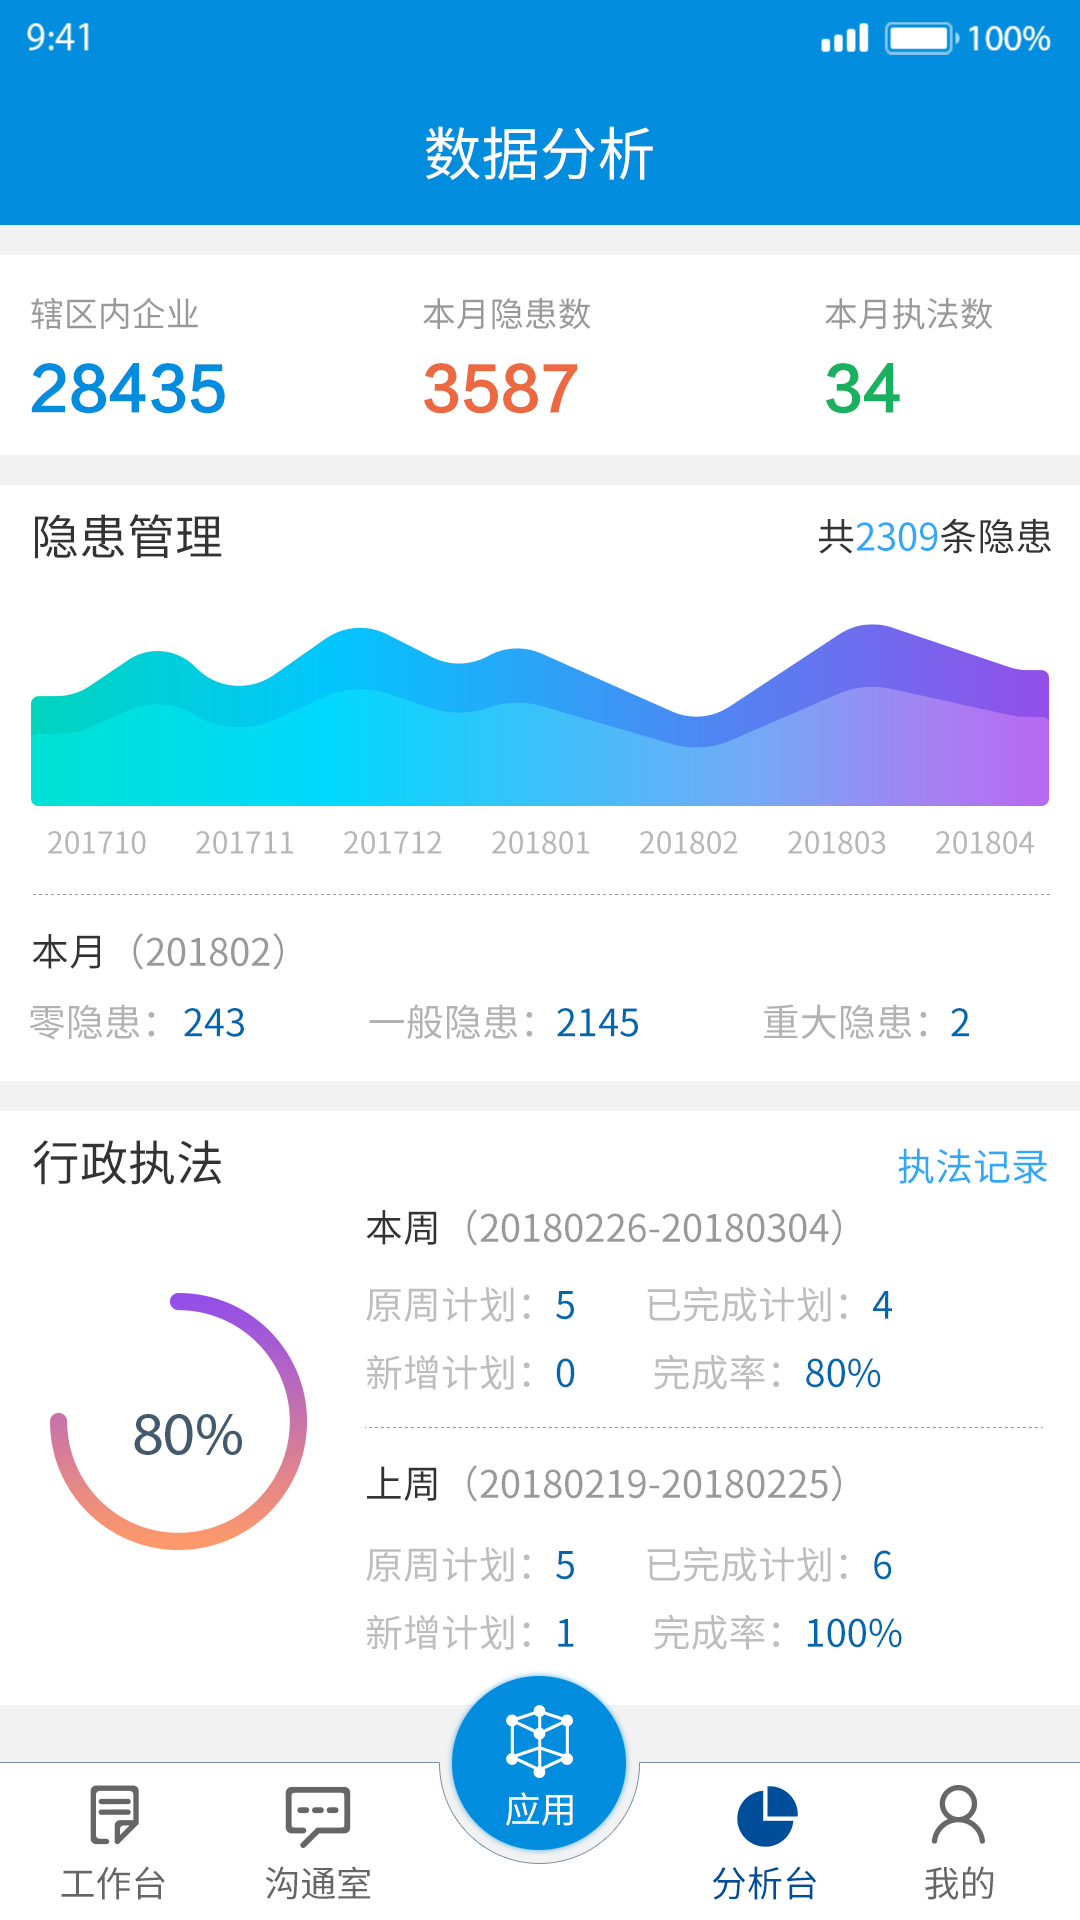 9:41 100%
数据分析
辖区内企业 本月隐患数 本月执法数
28435 3587 34
隐患管理 共2309条隐患
201710 201711 201712 201801 201802 201803 201804
本月（201802）
零隐患：243 一般隐患：2145 重大隐患：2
行政执法 执法记录
本周（20180226-20180304）
原周计划：5 已完成计划：4
新增计划：0 完成率：80%
80%
上周（20180219-20180225）
原周计划：5 已完成计划：6
新增计划：1 完成率：100%
应用
工作台 沟通室 分析台 我的